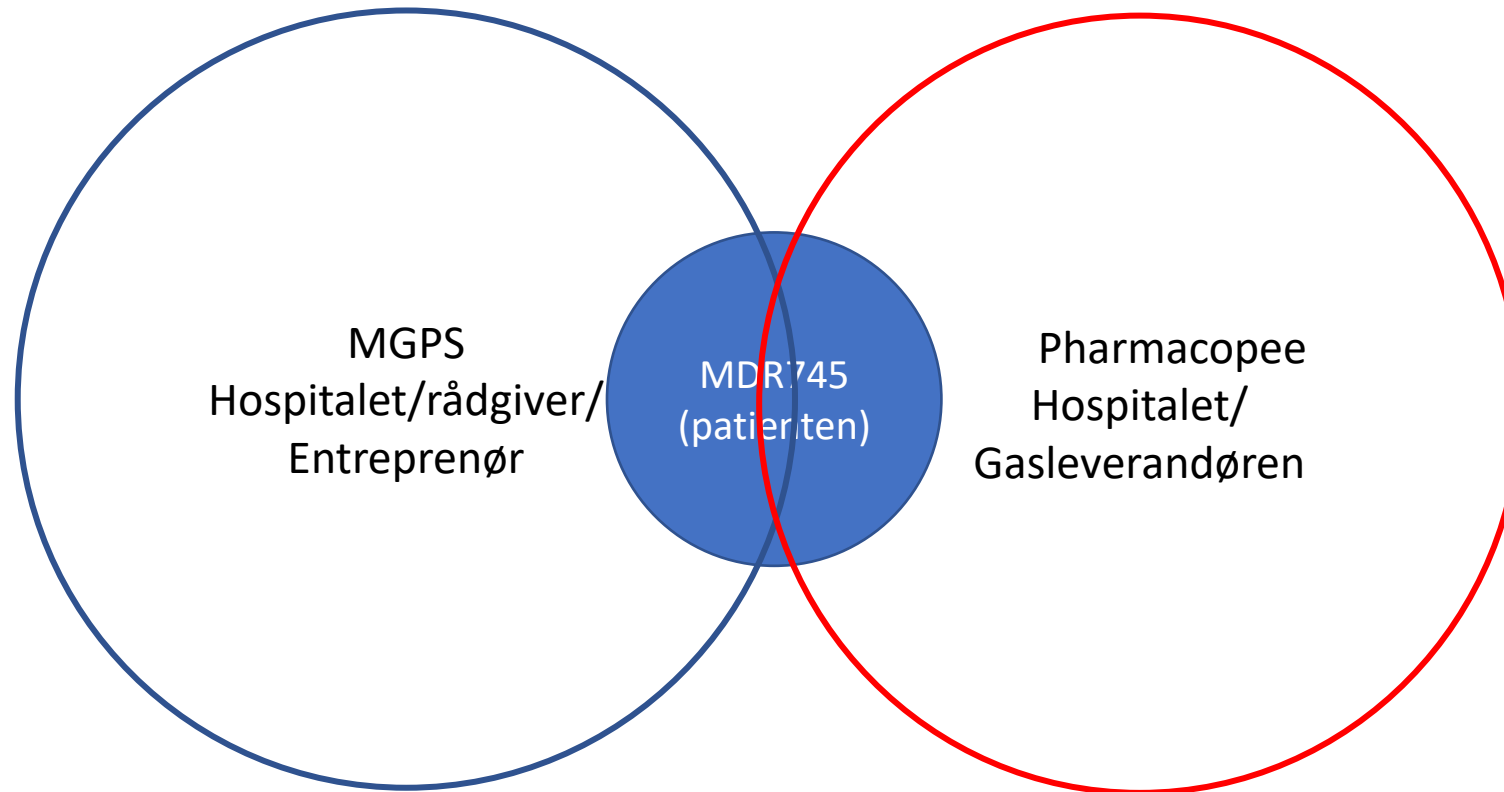 MGPS
Hospitalet/rådgiver/
Entreprenør
MDR745
(patienten)
Pharmacopee
Hospitalet/
Gasleverandøren